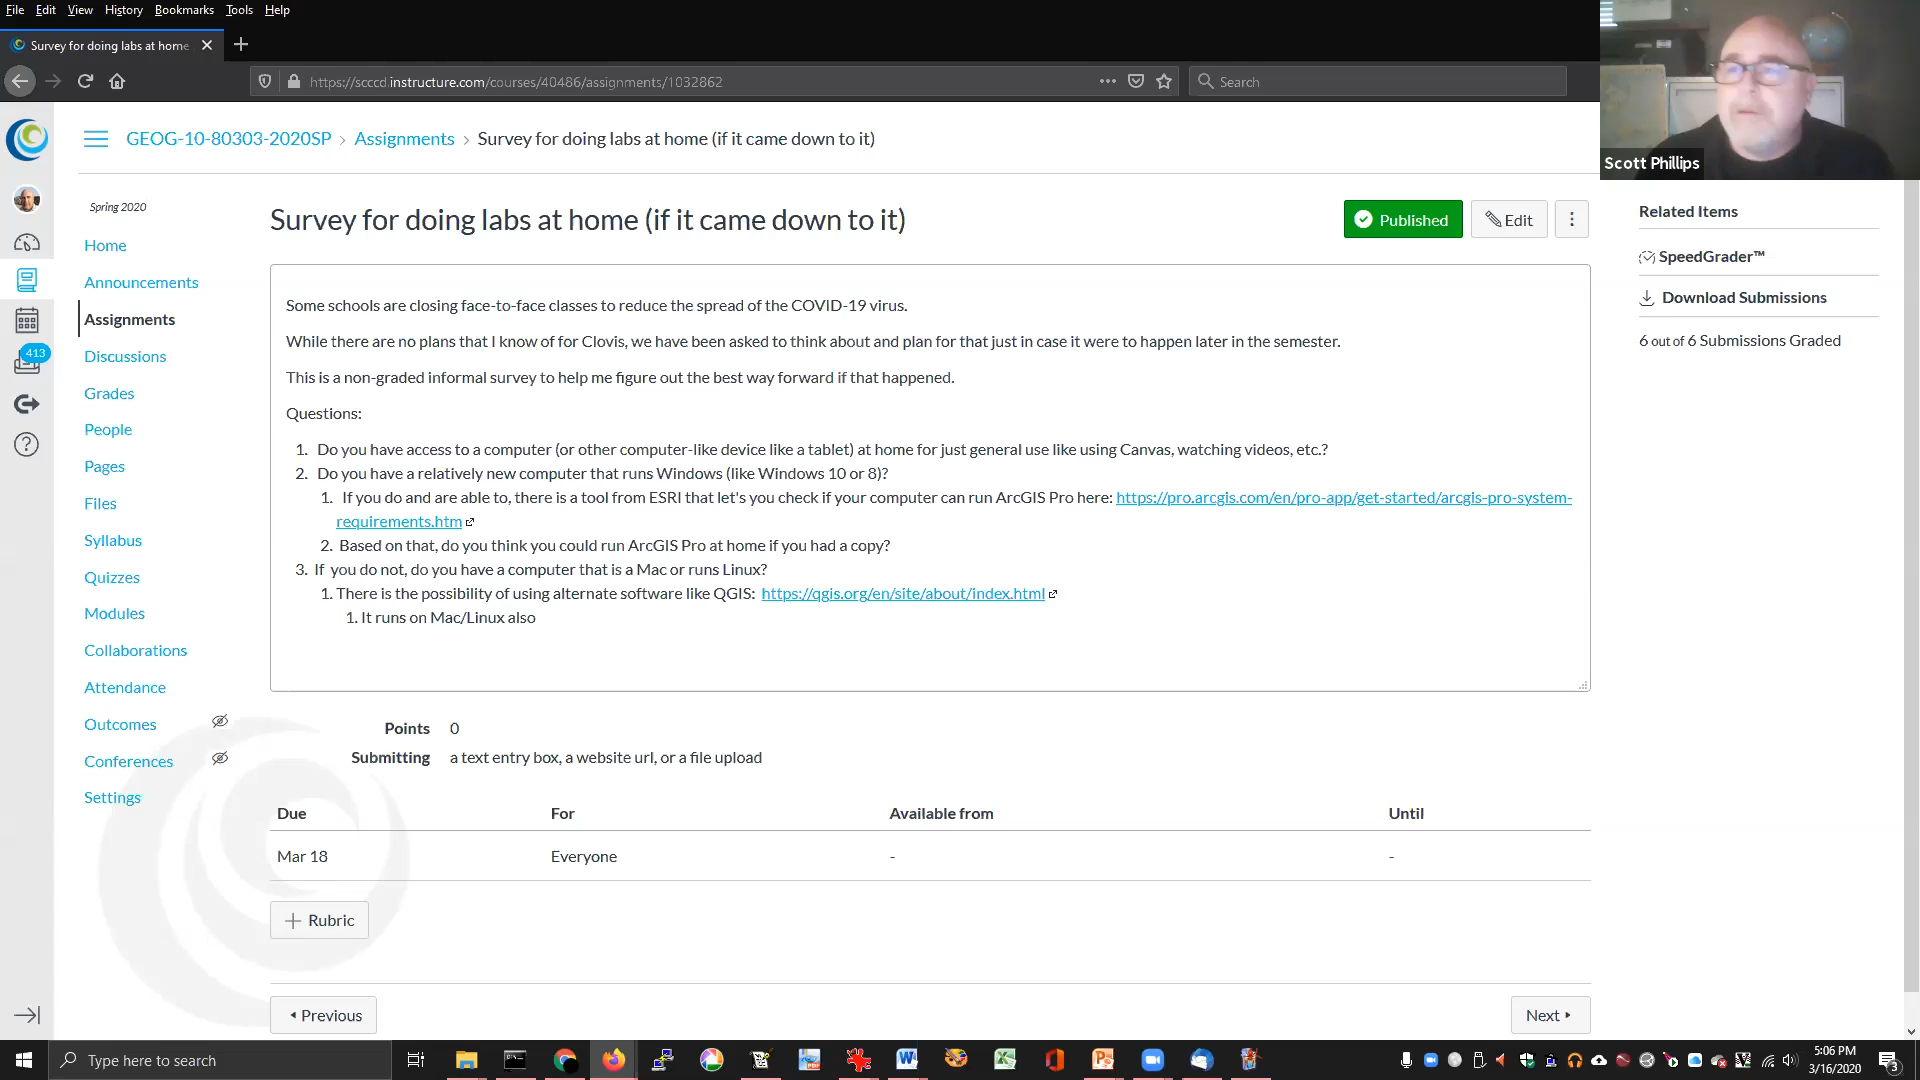 File Edit View History Bookmarks Tools Help
Survey for doing labs at home
https://scccd.instructure.com/courses/40486/assignments/1032862
Search
Scott Phillips
GEOG-10-80303-2020SP › Assignments › Survey for doing labs at home (if it came down to it)
Spring 2020
Home
Announcements
Assignments
Discussions
Grades
People
Pages
Files
Syllabus
Quizzes
Modules
Collaborations
Attendance
Outcomes
Conferences
Settings
413
Survey for doing labs at home (if it came down to it)
Published
Edit
Some schools are closing face-to-face classes to reduce the spread of the COVID-19 virus.
While there are no plans that I know of for Clovis, we have been asked to think about and plan for that just in case it were to happen later in the semester.
This is a non-graded informal survey to help me figure out the best way forward if that happened.
Questions:
1. Do you have access to a computer (or other computer-like device like a tablet) at home for just general use like using Canvas, watching videos, etc.?
2. Do you have a relatively new computer that runs Windows (like Windows 10 or 8)?
1. If you do and are able to, there is a tool from ESRI that let's you check if your computer can run ArcGIS Pro here: https://pro.arcgis.com/en/pro-app/get-started/arcgis-pro-system-
requirements.htm
2. Based on that, do you think you could run ArcGIS Pro at home if you had a copy?
3. If you do not, do you have a computer that is a Mac or runs Linux?
1. There is the possibility of using alternate software like QGIS: https://qgis.org/en/site/about/index.html
1. It runs on Mac/Linux also
Points 0
Submitting a text entry box, a website url, or a file upload
Due For Available from Until
Mar 18 Everyone - -
+ Rubric
Previous
Next
Related Items
SpeedGrader™
Download Submissions
6 out of 6 Submissions Graded
Type here to search
5:06 PM
3/16/2020
3